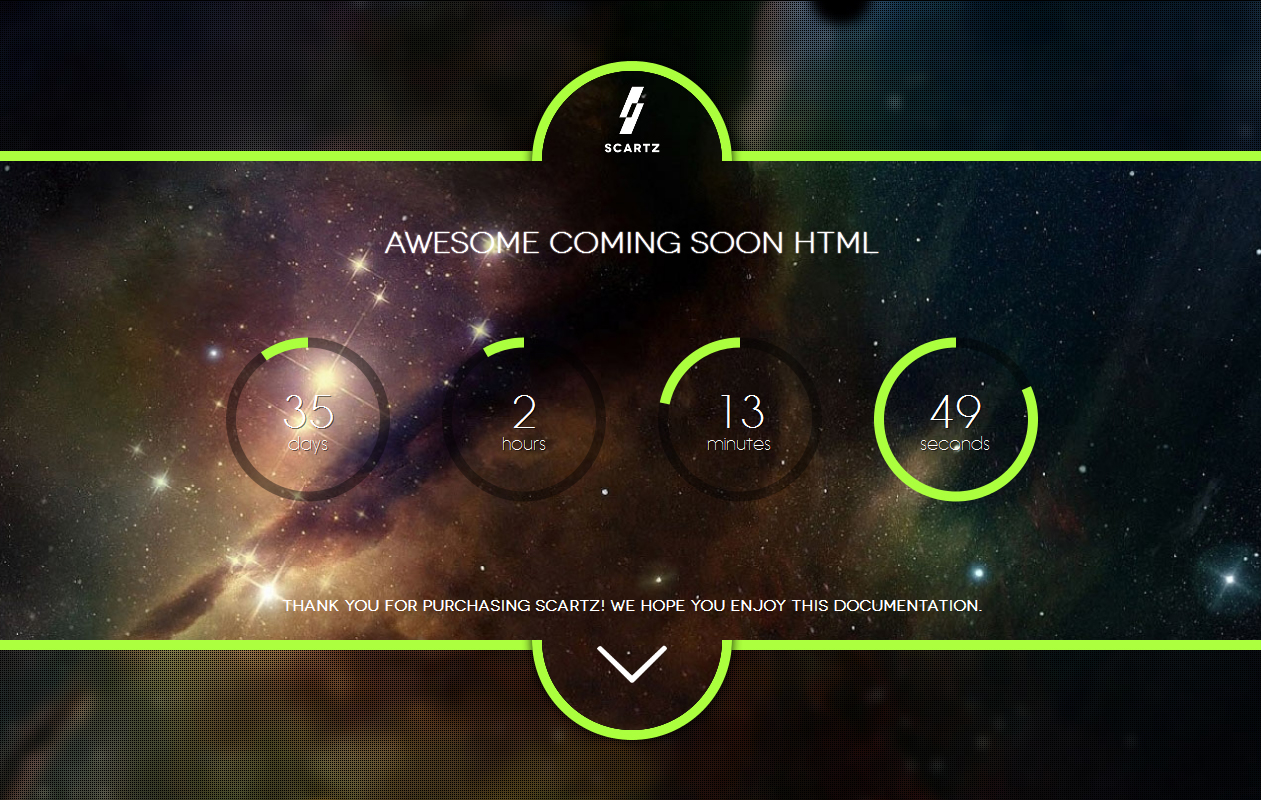 SCARTZ
AWESOME COMING SOON HTML
35 2 13 49
days hours minutes seconds
THANK YOU FOR PURCHASING SCARTZ! WE HOPE YOU ENJOY THIS DOCUMENTATION.